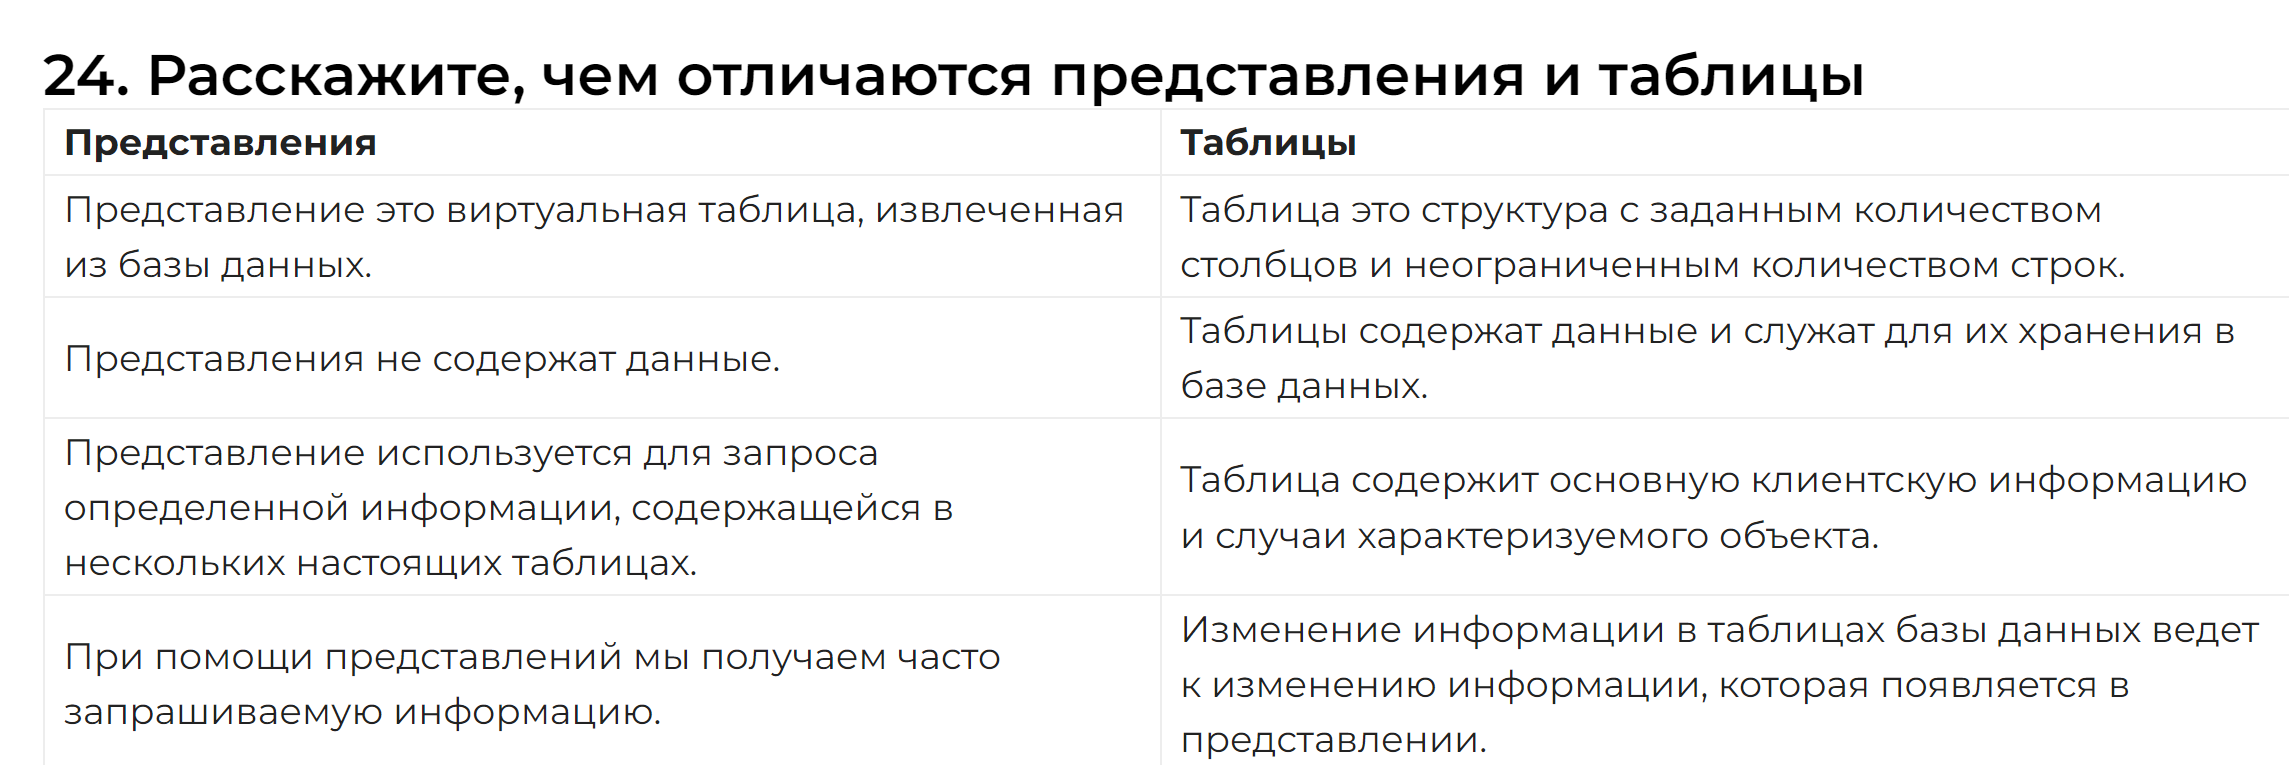 24. Расскажите, чем отличаются представления и таблицы
Представления
Таблицы
Представление это виртуальная таблица, извлеченная
из базы данных.
Таблица это структура с заданным количеством
столбцов и неограниченным количеством строк.
Представления не содержат данные.
Таблицы содержат данные и служат для их хранения в
базе данных.
Представление используется для запроса
определенной информации, содержащейся в
нескольких настоящих таблицах.
Таблица содержит основную клиентскую информацию
и случаи характеризуемого объекта.
При помощи представлений мы получаем часто
запрашиваемую информацию.
Изменение информации в таблицах базы данных ведет
к изменению информации, которая появляется в
представлении.